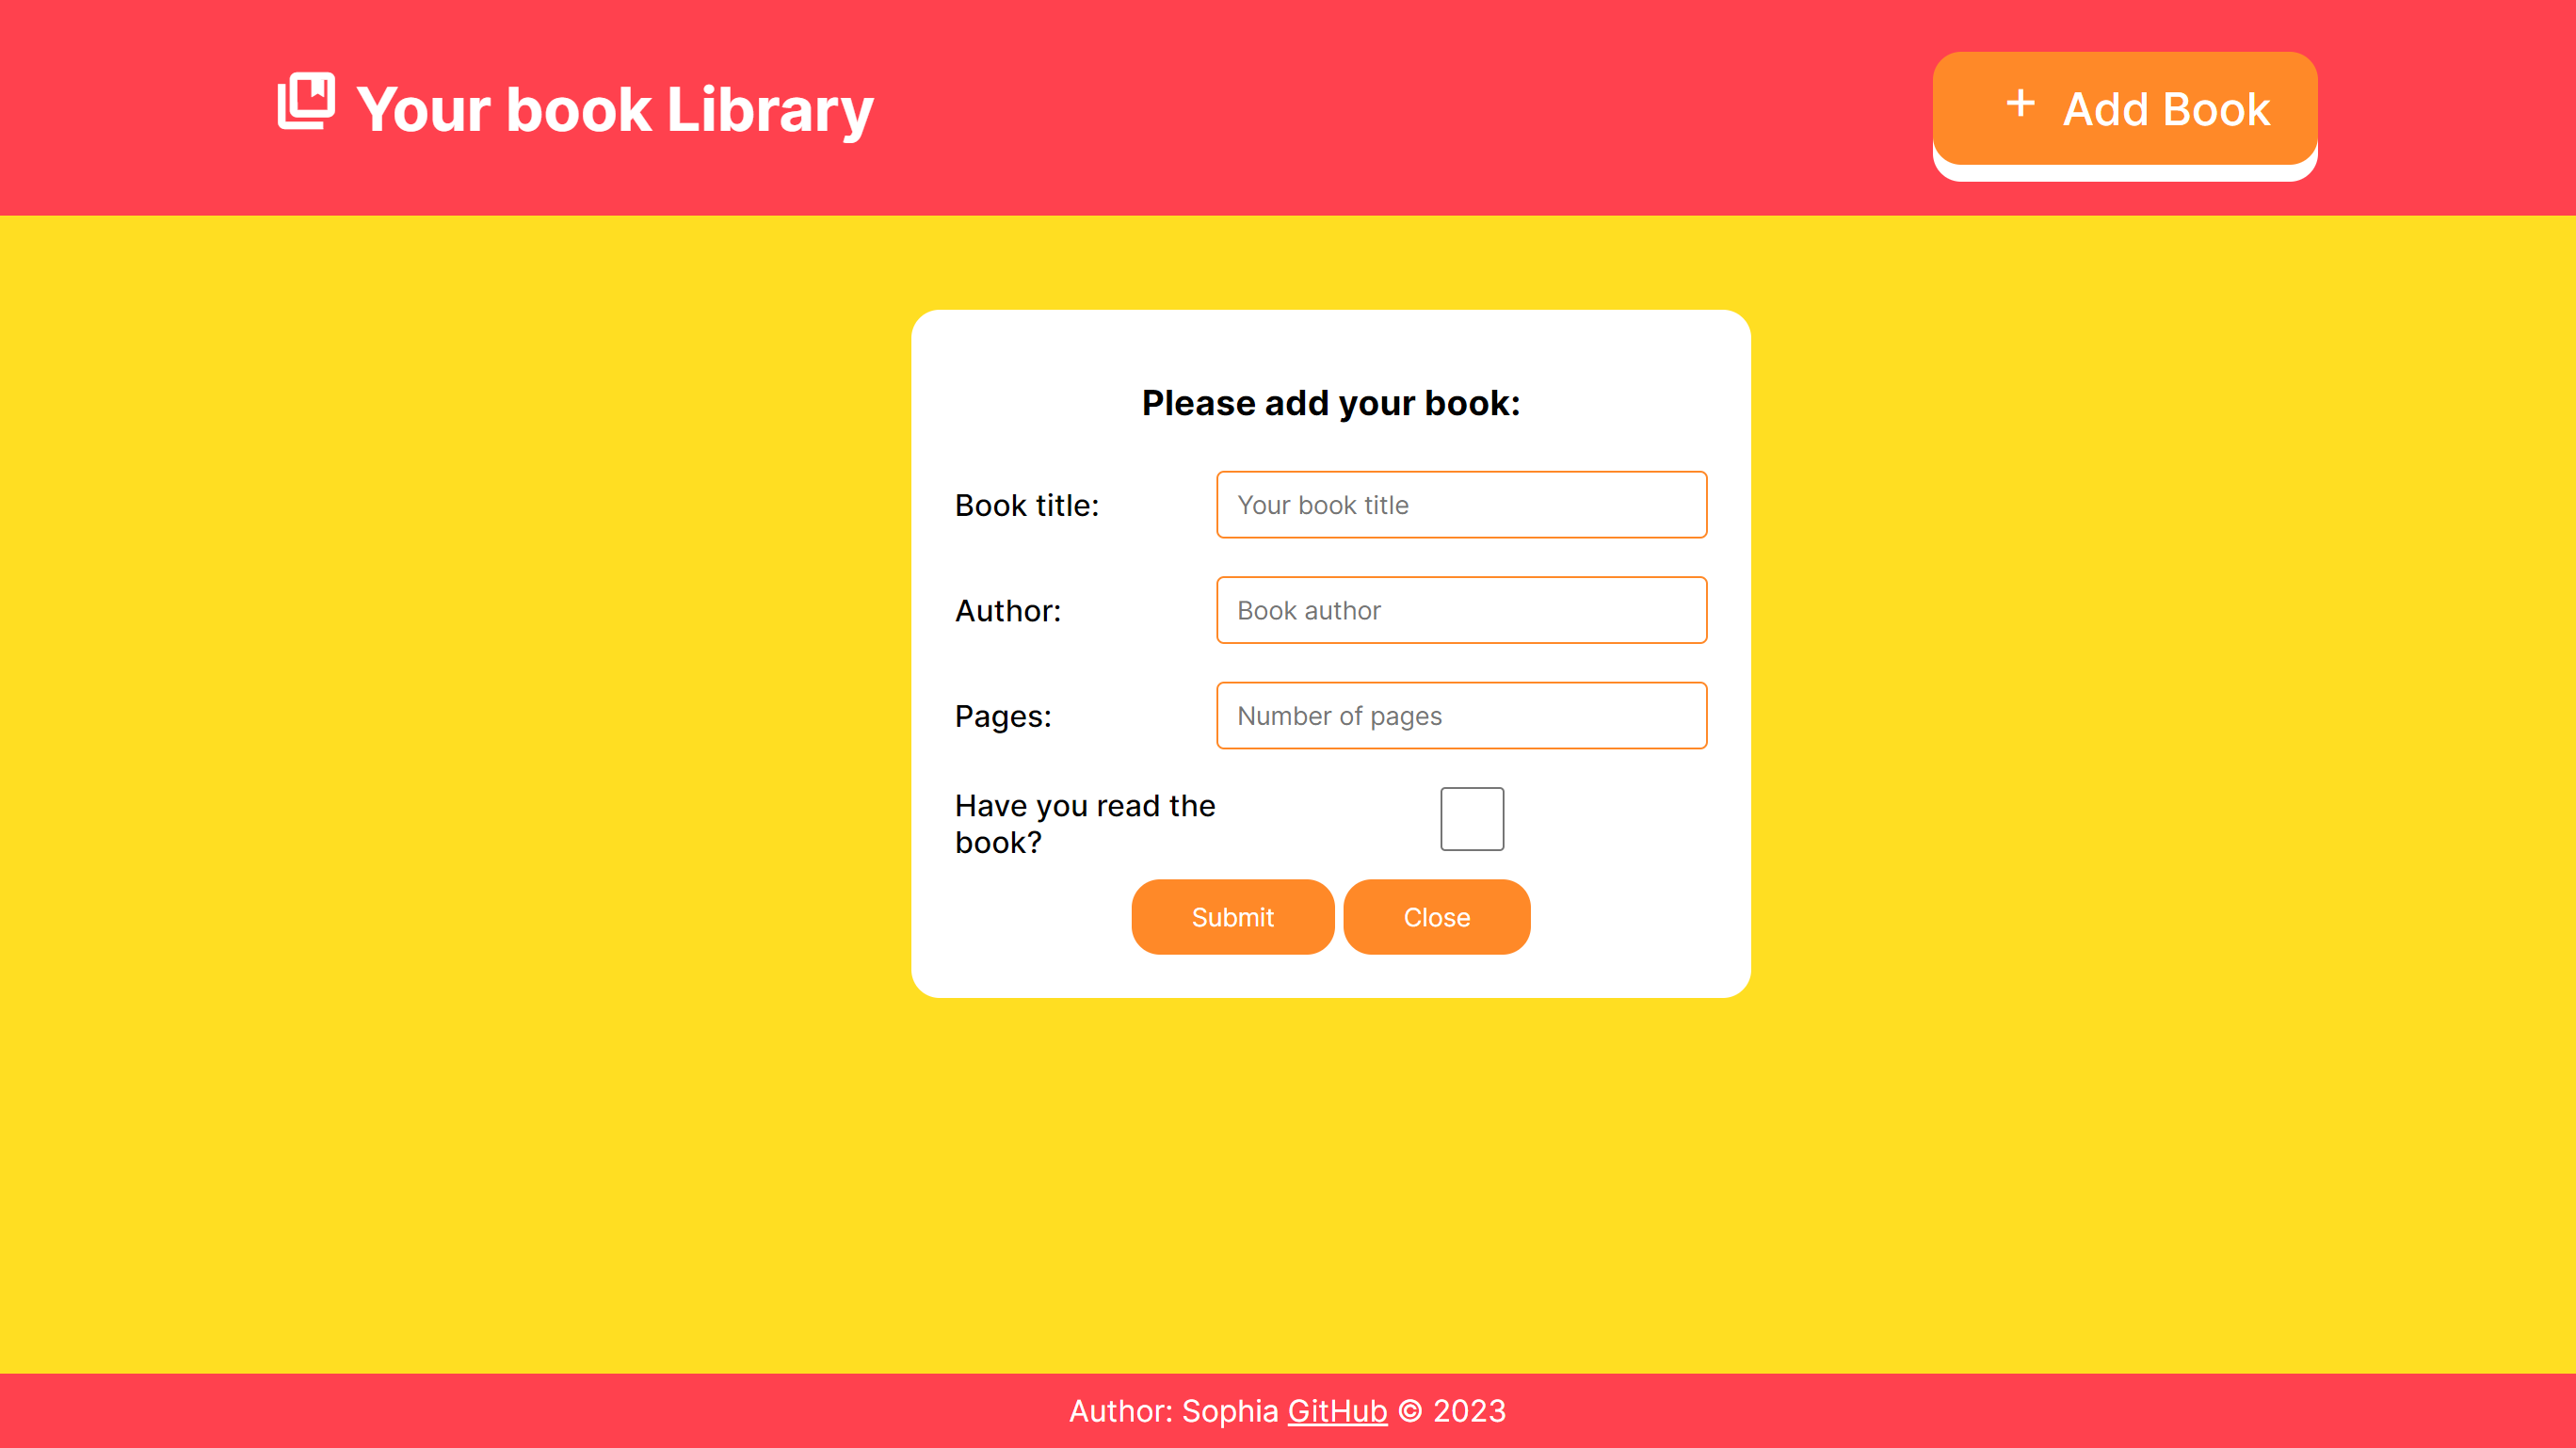 Your book Library
+ Add Book
Please add your book:
Book title:
Your book title
Author:
Book author
Pages:
Number of pages
Have you read the
book?
Submit
Close
Author: Sophia GitHub © 2023